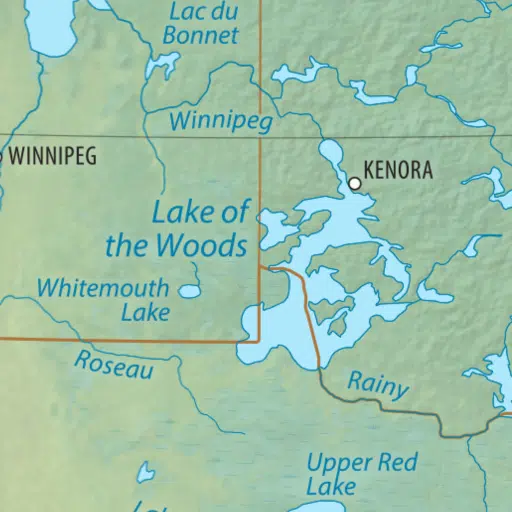 Lac du
Bonnet
Winnipeg
WINNIPEG
KENORA
Lake of
the Woods
Whitemouth
Lake
Roseau
Rainy
Upper Red
Lake